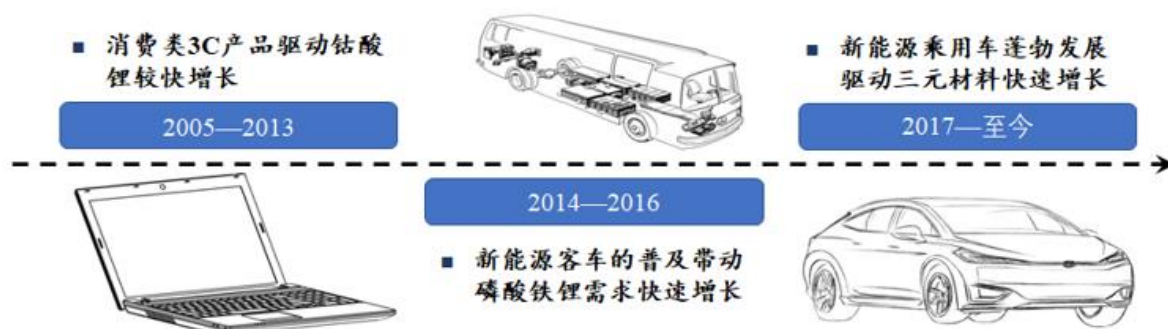 ■ 消费类3C产品驱动钴酸
锂较快增长
2005—2013
2014—2016
■ 新能源客车的普及带动
磷酸铁锂需求快速增长
■ 新能源乘用车蓬勃发展
驱动三元材料快速增长
2017—至今